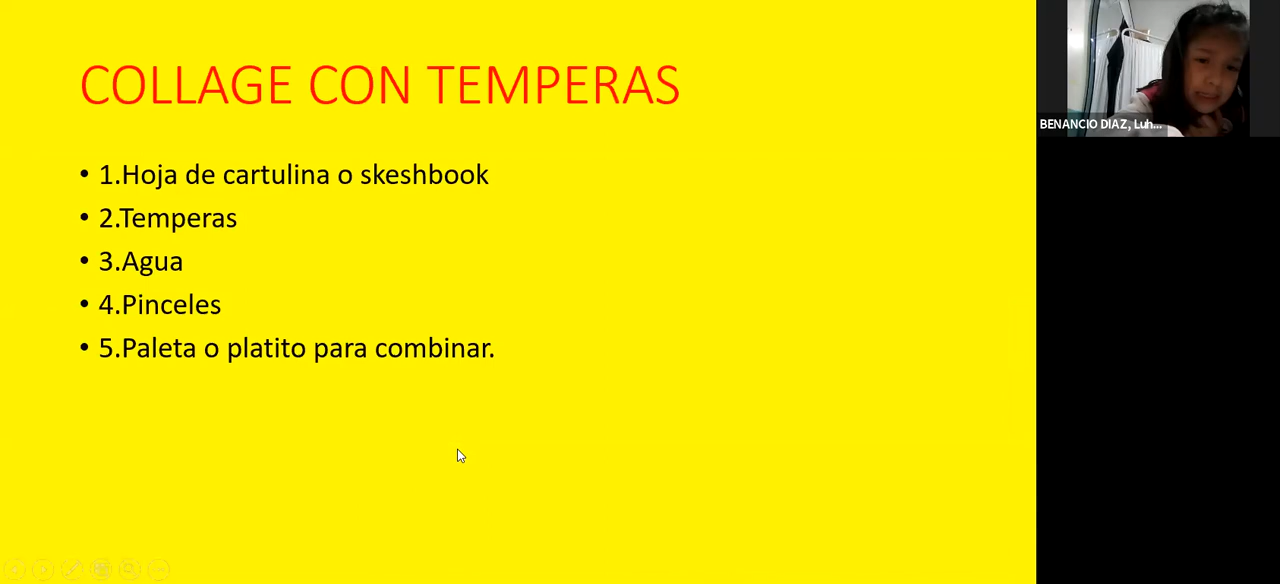 COLLAGE CON TEMPERAS
• 1.Hoja de cartulina o skeshbook
• 2.Temperas
• 3.Agua
• 4.Pinceles
• 5.Paleta o platito para combinar.
BENANCIO DIAZ, Luh...